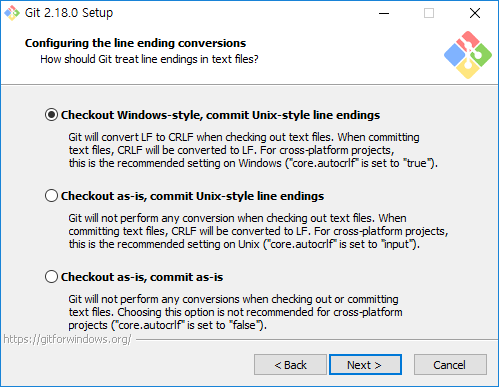 Git 2.18.0 Setup
Configuring the line ending conversions
How should Git treat line endings in text files?
Checkout Windows-style, commit Unix-style line endings
Git will convert LF to CRLF when checking out text files. When committing
text files, CRLF will be converted to LF. For cross-platform projects,
this is the recommended setting on Windows ("core.autocrlf" is set to "true").
Checkout as-is, commit Unix-style line endings
Git will not perform any conversion when checking out text files. When
committing text files, CRLF will be converted to LF. For cross-platform projects,
this is the recommended setting on Unix ("core.autocrlf" is set to "input").
Checkout as-is, commit as-is
Git will not perform any conversions when checking out or committing
text files. Choosing this option is not recommended for cross-platform
projects ("core.autocrlf" is set to "false").
https://gitforwindows.org/
< Back
Next >
Cancel